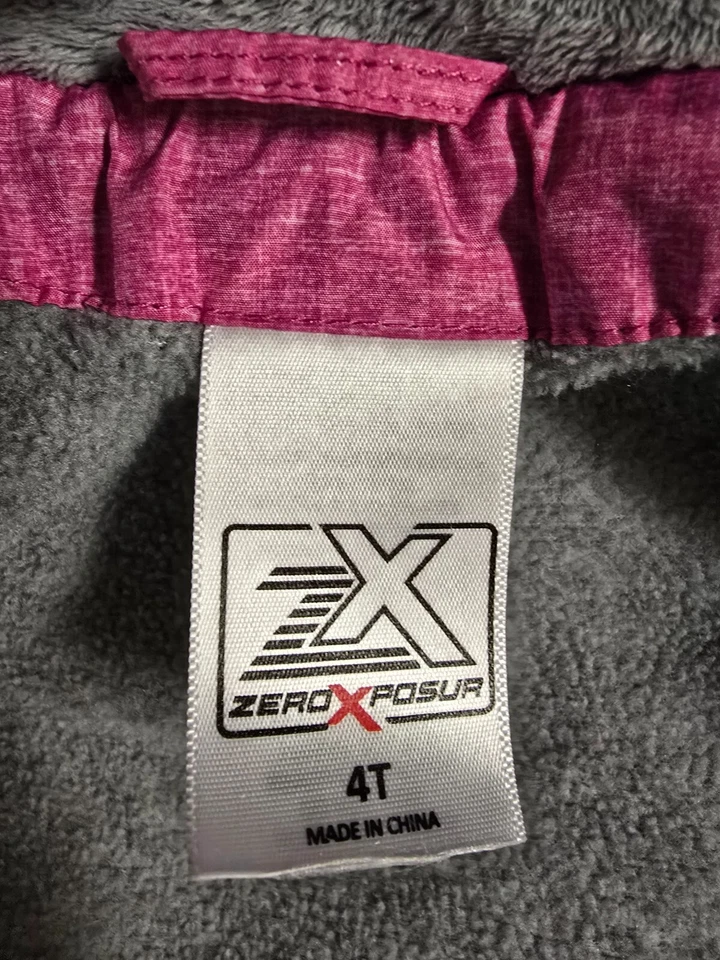 ZX
ZEROXPOSUR
4T
MADE IN CHINA